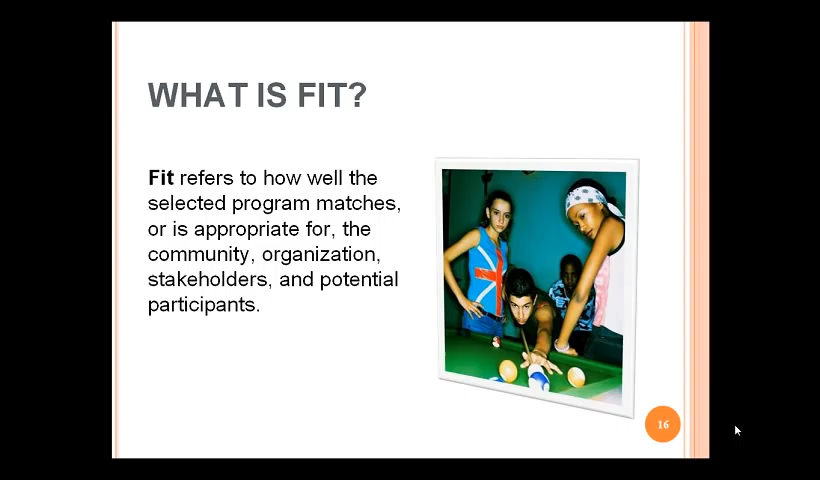 WHAT IS FIT?
Fit refers to how well the
selected program matches,
or is appropriate for, the
community, organization,
stakeholders, and potential
participants.
16